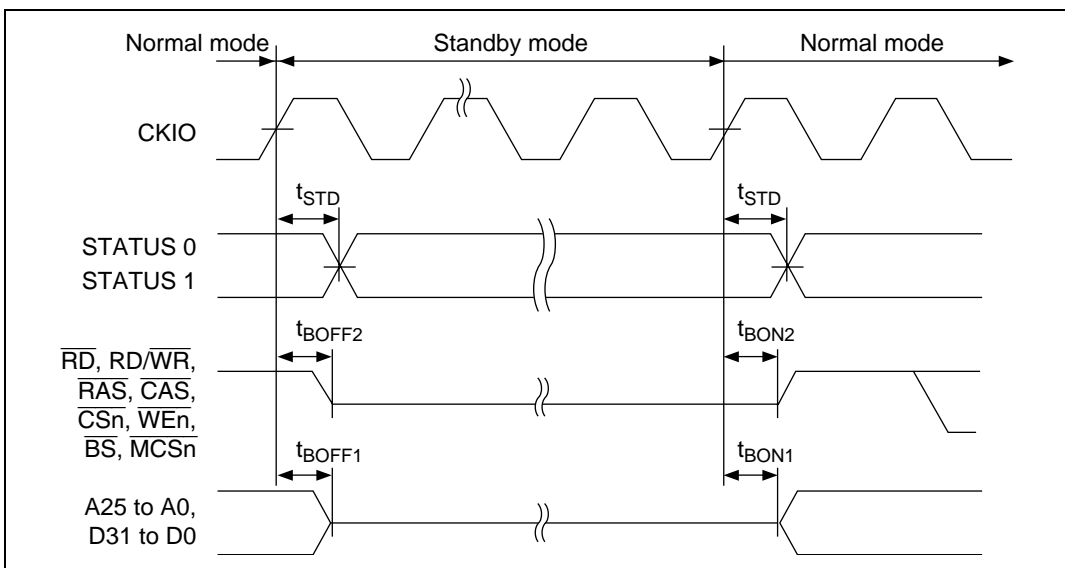 Normal mode Standby mode Normal mode
CKIO
tSTD tSTD
STATUS 0
STATUS 1
tBOFF2 tBON2
RD, RD/WR,
RAS, CAS,
CSn, WEn,
BS, MCSn
tBOFF1 tBON1
A25 to A0,
D31 to D0